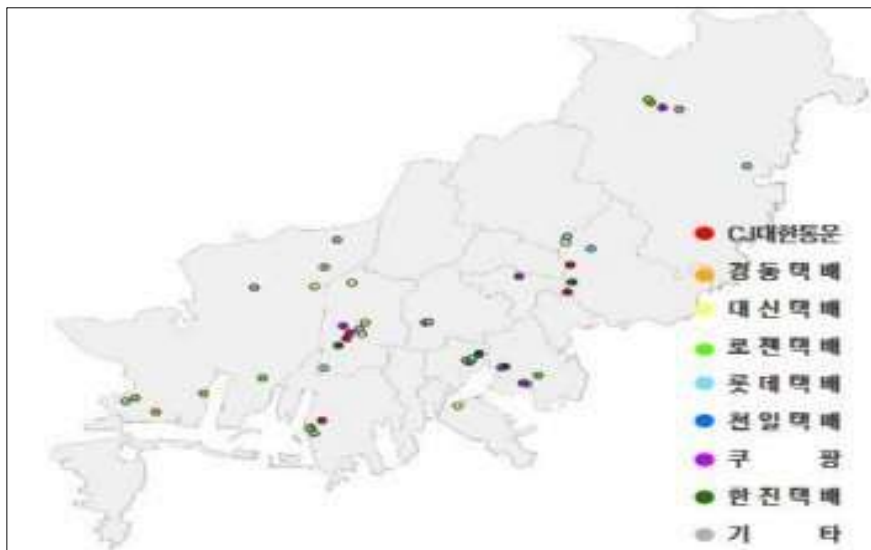 CJ대한통운
경 동 택 배
대 신 택 배
로 젠 택 배
롯 데 택 배
천 일 택 배
쿠 팡
한 진 택 배
기 타